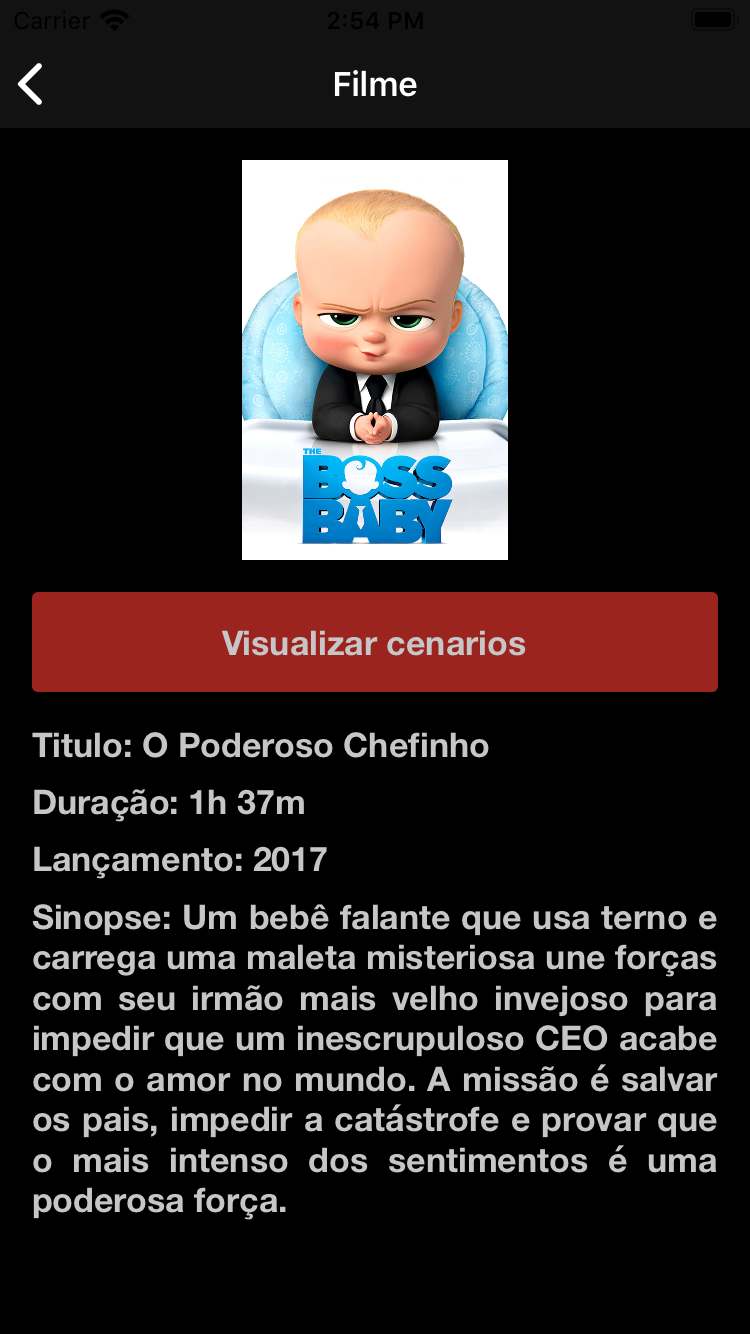 Carrier 2:54 PM
Filme
THE
BOSS
BABY
Visualizar cenarios
Titulo: O Poderoso Chefinho
Duração: 1h 37m
Lançamento: 2017
Sinopse: Um bebê falante que usa terno e
carrega uma maleta misteriosa une forças
com seu irmão mais velho invejoso para
impedir que um inescrupuloso CEO acabe
com o amor no mundo. A missão é salvar
os pais, impedir a catástrofe e provar que
o mais intenso dos sentimentos é uma
poderosa força.